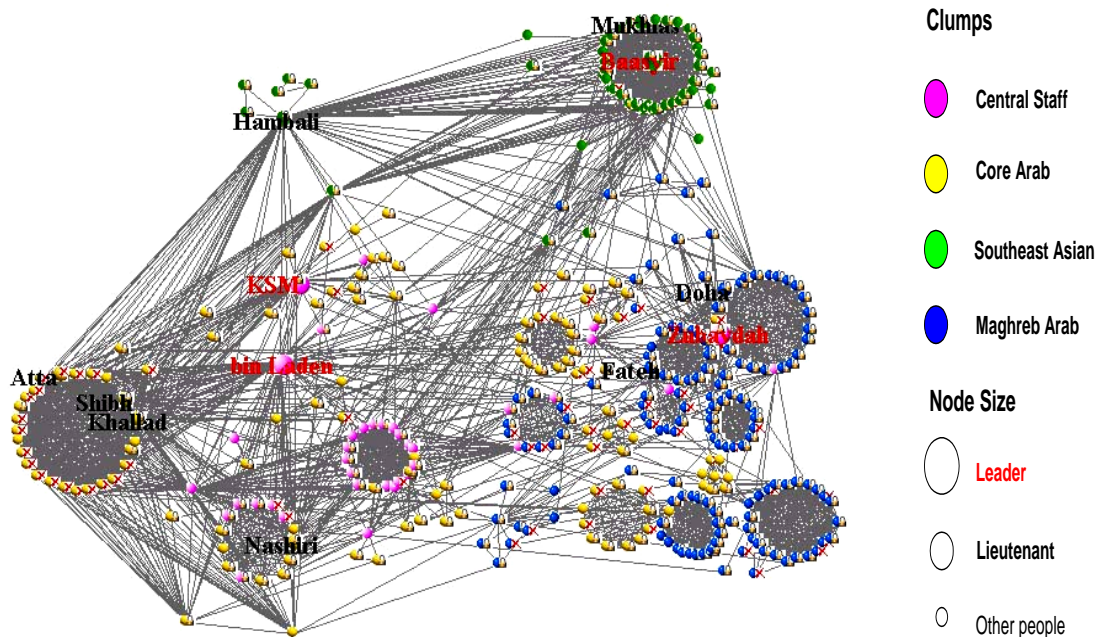 Mukhlas
Baasyir
Hambali
KSM
Doha
Zubaydah
bin Laden
Fateh
Atta
Shibh
Khallad
Nashiri
Clumps
Central Staff
Core Arab
Southeast Asian
Maghreb Arab
Node Size
Leader
Lieutenant
Other people